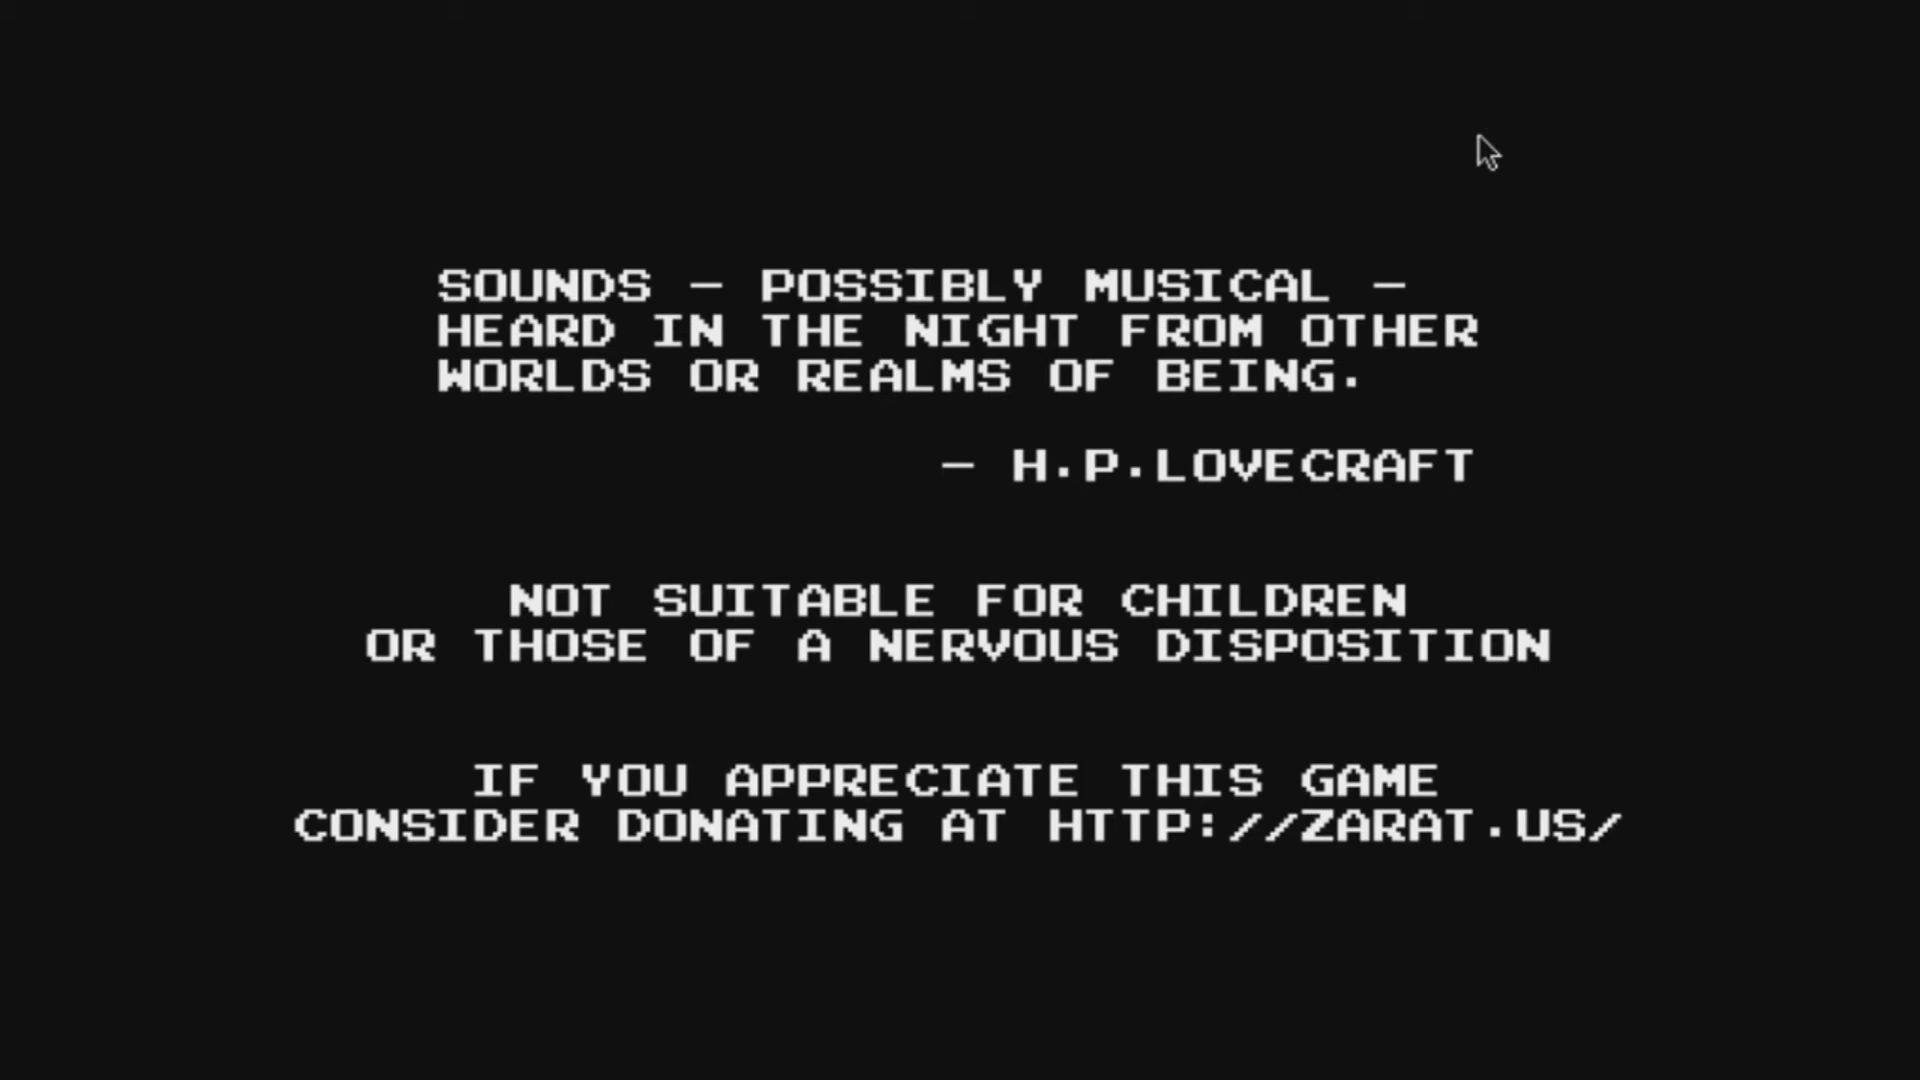 SOUNDS – POSSIBLY MUSICAL –
HEARD IN THE NIGHT FROM OTHER
WORLDS OR REALMS OF BEING.
– H.P.LOVECRAFT
NOT SUITABLE FOR CHILDREN
OR THOSE OF A NERVOUS DISPOSITION
IF YOU APPRECIATE THIS GAME
CONSIDER DONATING AT HTTP://ZARAT.US/